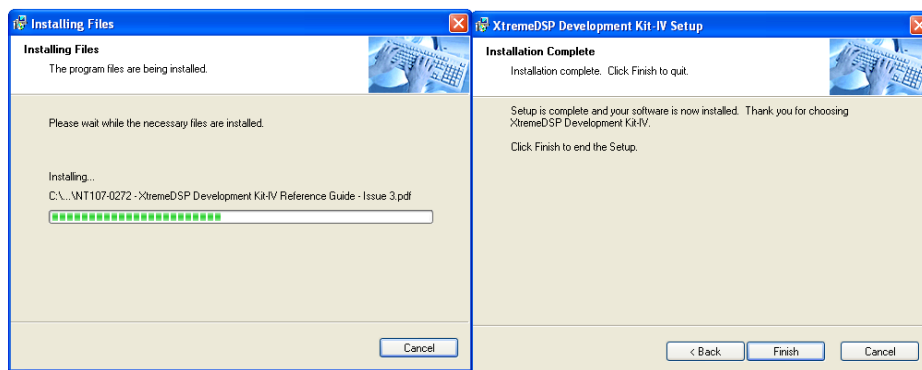 Installing Files
Installing Files
The program files are being installed.
Please wait while the necessary files are installed.
Installing...
C:\...\NT107-0272 - XtremeDSP Development Kit-IV Reference Guide - Issue 3.pdf
Cancel
XtremeDSP Development Kit-IV Setup
Installation Complete
Installation complete. Click Finish to quit.
Setup is complete and your software is now installed. Thank you for choosing
XtremeDSP Development Kit-IV.
Click Finish to end the Setup.
< Back
Finish
Cancel